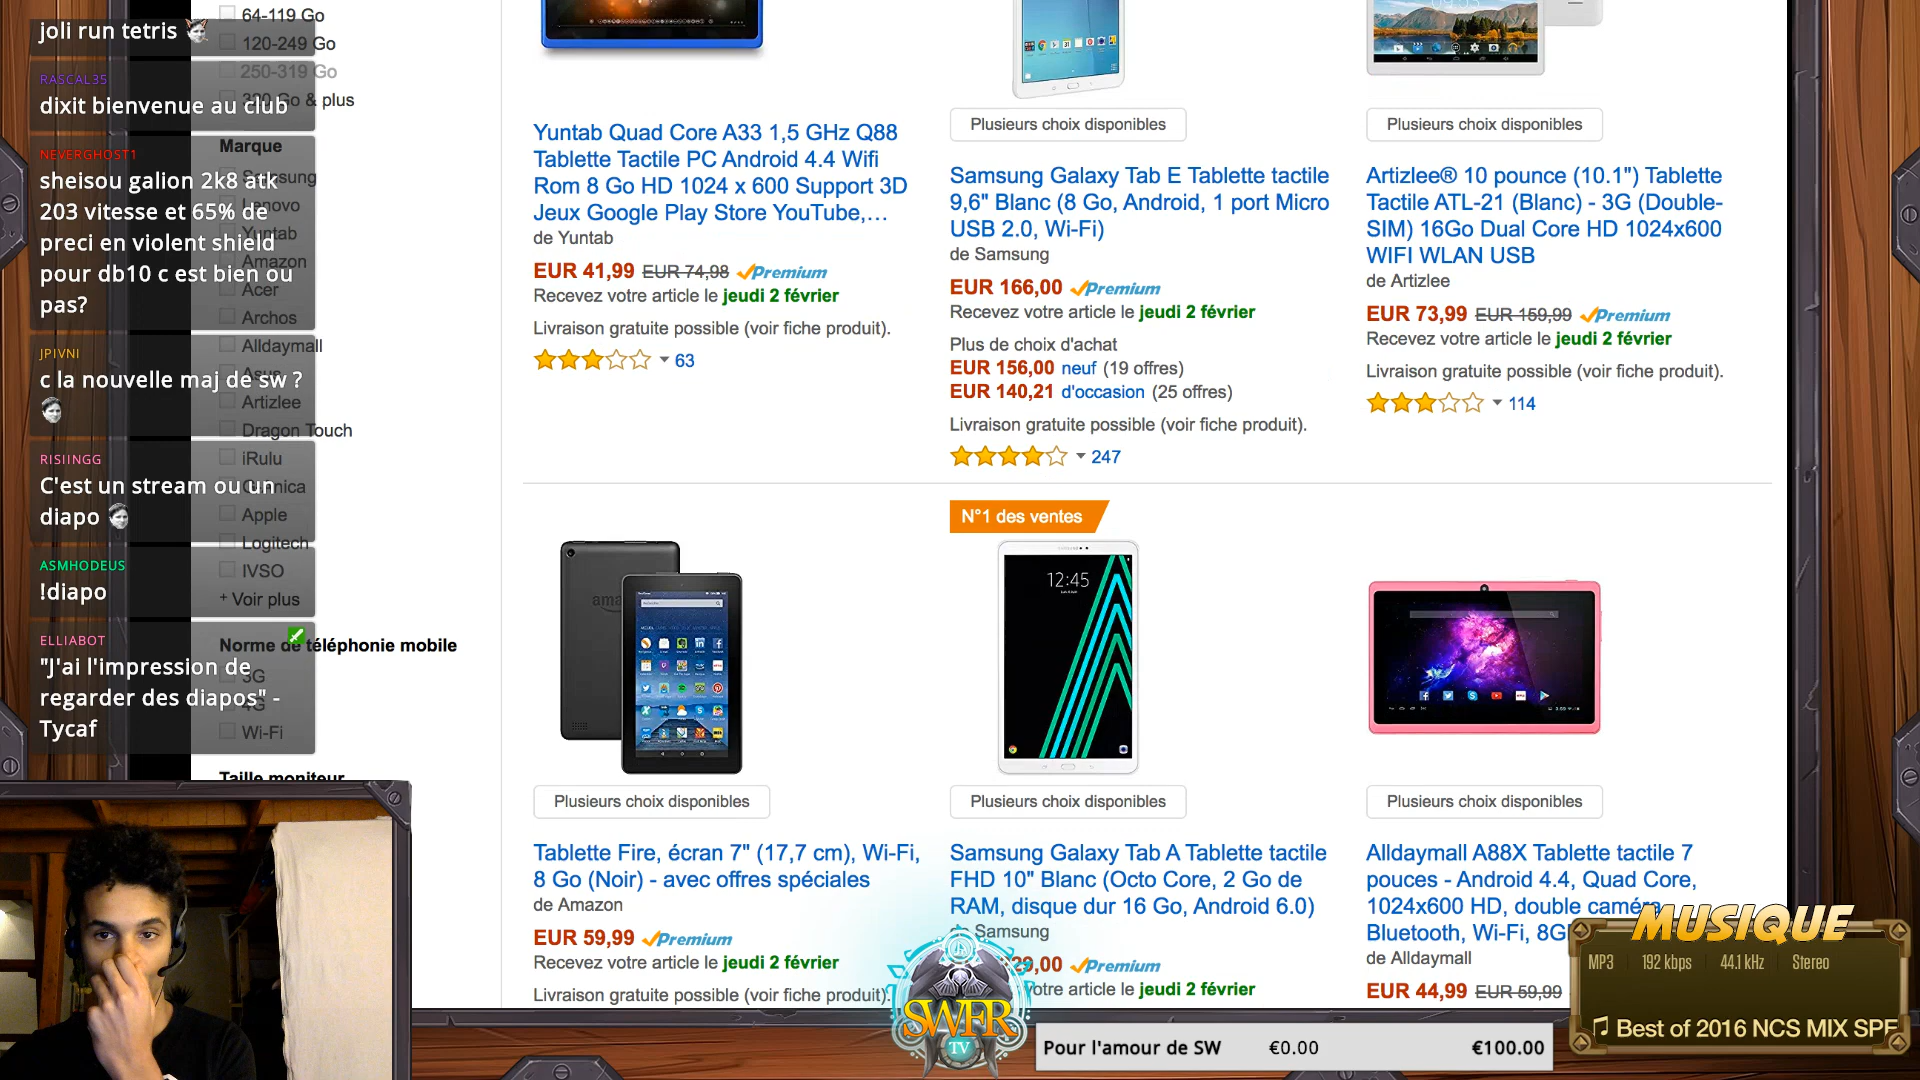 joli run tetris
RASCAL35
dixit bienvenue au club
NEVERGHOST1
sheisou galion 2k8 atk
203 vitesse et 65% de
preci en violent shield
pour db10 c est bien ou
pas?
JPIVNI
c la nouvelle maj de sw ?
RISIINGG
C'est un stream ou un
diapo
ASMHODEUS
!diapo
ELLIABOT
"J'ai l'impression de
regarder des diapos" -
Tycaf
64-119 Go
120-249 Go
250-319 Go
320 Go & plus
Marque
Samsung
Lenovo
Yuntab
Amazon
Acer
Archos
Alldaymall
Asus
Artizlee
Dragon Touch
iRulu
Apple
Logitech
IVSO
+ Voir plus
Norme de téléphonie mobile
3G
4G
Wi-Fi
Taille moniteur
Yuntab Quad Core A33 1,5 GHz Q88
Tablette Tactile PC Android 4.4 Wifi
Rom 8 Go HD 1024 x 600 Support 3D
Jeux Google Play Store YouTube,…
de Yuntab
EUR 41,99 EUR 74,98 Premium
Recevez votre article le jeudi 2 février
Livraison gratuite possible (voir fiche produit).
63
Plusieurs choix disponibles
Samsung Galaxy Tab E Tablette tactile
9,6" Blanc (8 Go, Android, 1 port Micro
USB 2.0, Wi-Fi)
de Samsung
EUR 166,00 Premium
Recevez votre article le jeudi 2 février
Plus de choix d'achat
EUR 156,00 neuf (19 offres)
EUR 140,21 d'occasion (25 offres)
Livraison gratuite possible (voir fiche produit).
247
Plusieurs choix disponibles
Artizlee® 10 pounce (10.1") Tablette
Tactile ATL-21 (Blanc) - 3G (Double-
SIM) 16Go Dual Core HD 1024x600
WIFI WLAN USB
de Artizlee
EUR 73,99 EUR 159,99 Premium
Recevez votre article le jeudi 2 février
Livraison gratuite possible (voir fiche produit).
114
Plusieurs choix disponibles
Tablette Fire, écran 7" (17,7 cm), Wi-Fi,
8 Go (Noir) - avec offres spéciales
de Amazon
EUR 59,99 Premium
Recevez votre article le jeudi 2 février
Livraison gratuite possible (voir fiche produit).
N°1 des ventes
12:45
Plusieurs choix disponibles
Samsung Galaxy Tab A Tablette tactile
FHD 10" Blanc (Octo Core, 2 Go de
RAM, disque dur 16 Go, Android 6.0)
Samsung
29,00 Premium
votre article le jeudi 2 février
Plusieurs choix disponibles
Alldaymall A88X Tablette tactile 7
pouces - Android 4.4, Quad Core,
1024x600 HD, double caméra
Bluetooth, Wi-Fi, 8G
de Alldaymall
EUR 44,99 EUR 59,99
SWFR
TV
Pour l'amour de SW €0.00 €100.00
MUSIQUE
MP3 192 kbps 44.1 kHz Stereo
Best of 2016 NCS MIX SPE